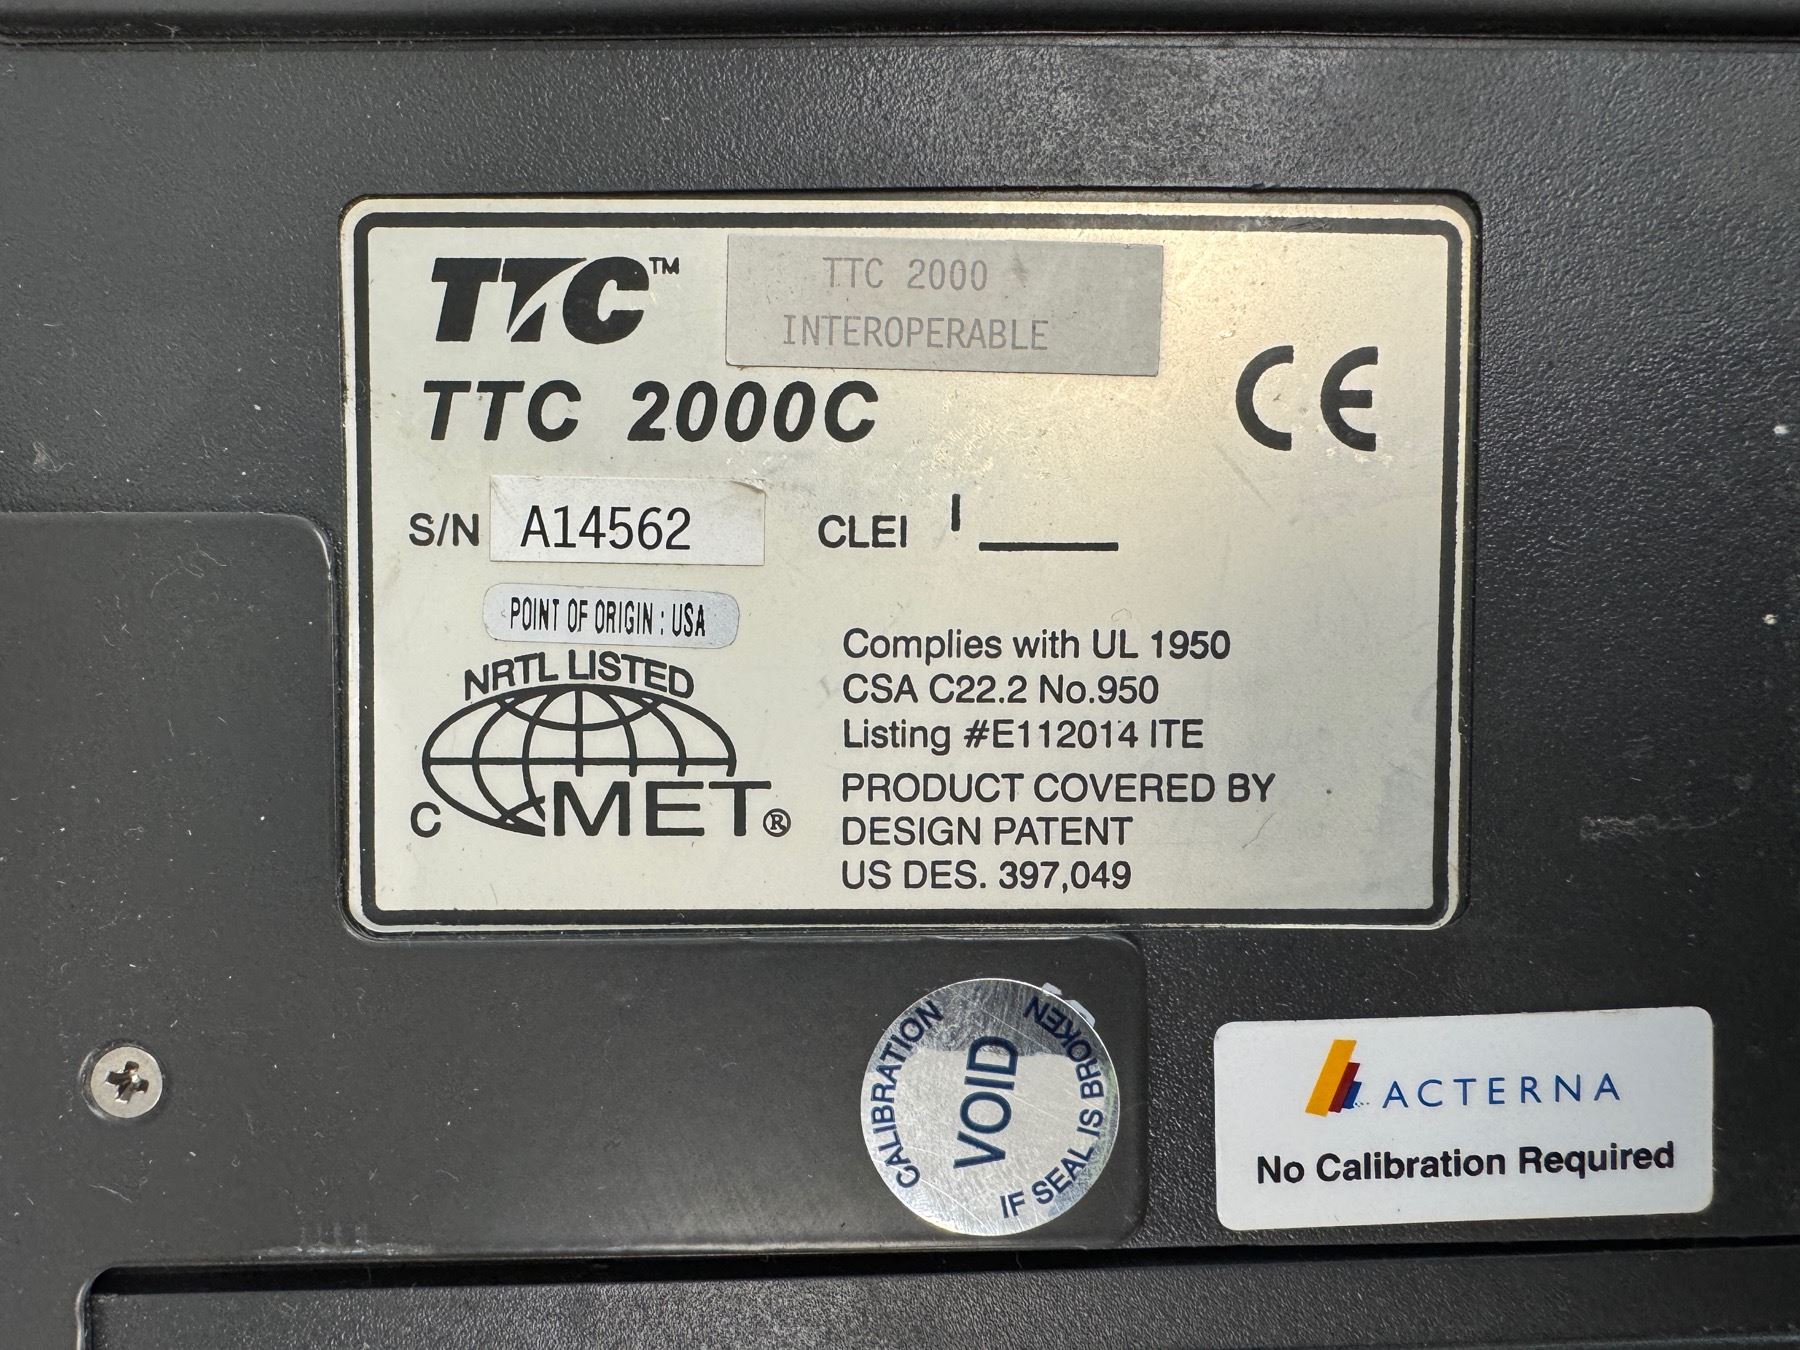 TTC™
TTC 2000
INTEROPERABLE
TTC 2000C
CE
S/N A14562
CLEI
POINT OF ORIGIN : USA
NRTL LISTED
C MET®
Complies with UL 1950
CSA C22.2 No.950
Listing #E112014 ITE
PRODUCT COVERED BY
DESIGN PATENT
US DES. 397,049
CALIBRATION
VOID
IF SEAL IS BROKEN
ACTERNA
No Calibration Required